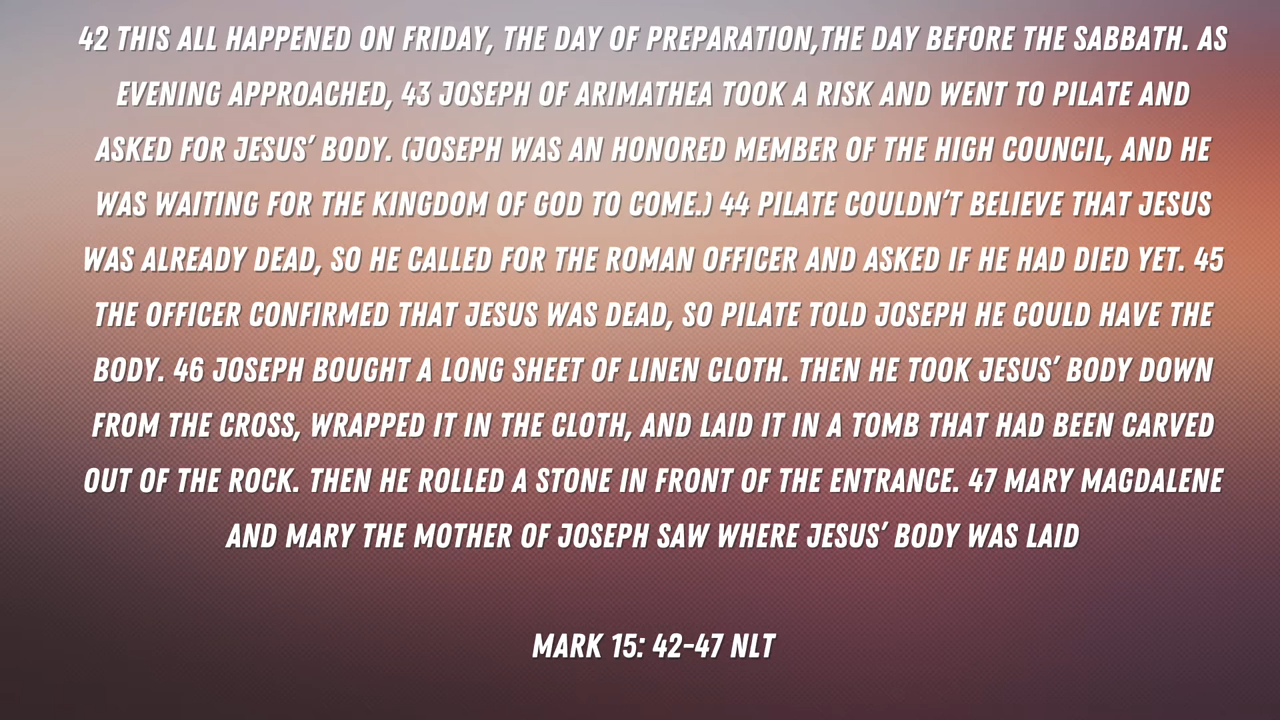 42 THIS ALL HAPPENED ON FRIDAY, THE DAY OF PREPARATION,THE DAY BEFORE THE SABBATH. AS
EVENING APPROACHED, 43 JOSEPH OF ARIMATHEA TOOK A RISK AND WENT TO PILATE AND
ASKED FOR JESUS’ BODY. (JOSEPH WAS AN HONORED MEMBER OF THE HIGH COUNCIL, AND HE
WAS WAITING FOR THE KINGDOM OF GOD TO COME.) 44 PILATE COULDN’T BELIEVE THAT JESUS
WAS ALREADY DEAD, SO HE CALLED FOR THE ROMAN OFFICER AND ASKED IF HE HAD DIED YET. 45
THE OFFICER CONFIRMED THAT JESUS WAS DEAD, SO PILATE TOLD JOSEPH HE COULD HAVE THE
BODY. 46 JOSEPH BOUGHT A LONG SHEET OF LINEN CLOTH. THEN HE TOOK JESUS’ BODY DOWN
FROM THE CROSS, WRAPPED IT IN THE CLOTH, AND LAID IT IN A TOMB THAT HAD BEEN CARVED
OUT OF THE ROCK. THEN HE ROLLED A STONE IN FRONT OF THE ENTRANCE. 47 MARY MAGDALENE
AND MARY THE MOTHER OF JOSEPH SAW WHERE JESUS’ BODY WAS LAID
MARK 15: 42-47 NLT